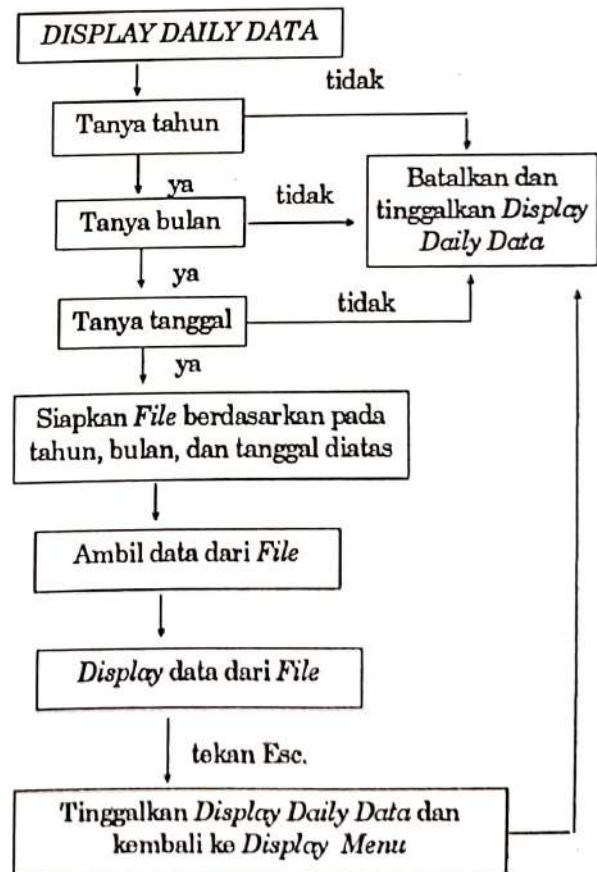 DISPLAY DAILY DATA
tidak
Tanya tahun
ya
Batalkan dan
tinggalkan Display
Daily Data
tidak
Tanya bulan
ya
Tanya tanggal
tidak
ya
Siapkan File berdasarkan pada
tahun, bulan, dan tanggal diatas
Ambil data dari File
Display data dari File
tekan Esc.
Tinggalkan Display Daily Data dan
kembali ke Display Menu